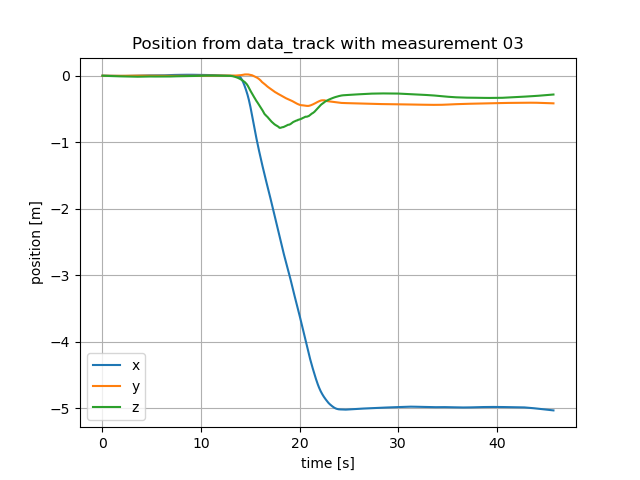 Position from data_track with measurement 03
position [m]
0
−1
−2
−3
−4
−5
x
y
z
0 10 20 30 40
time [s]